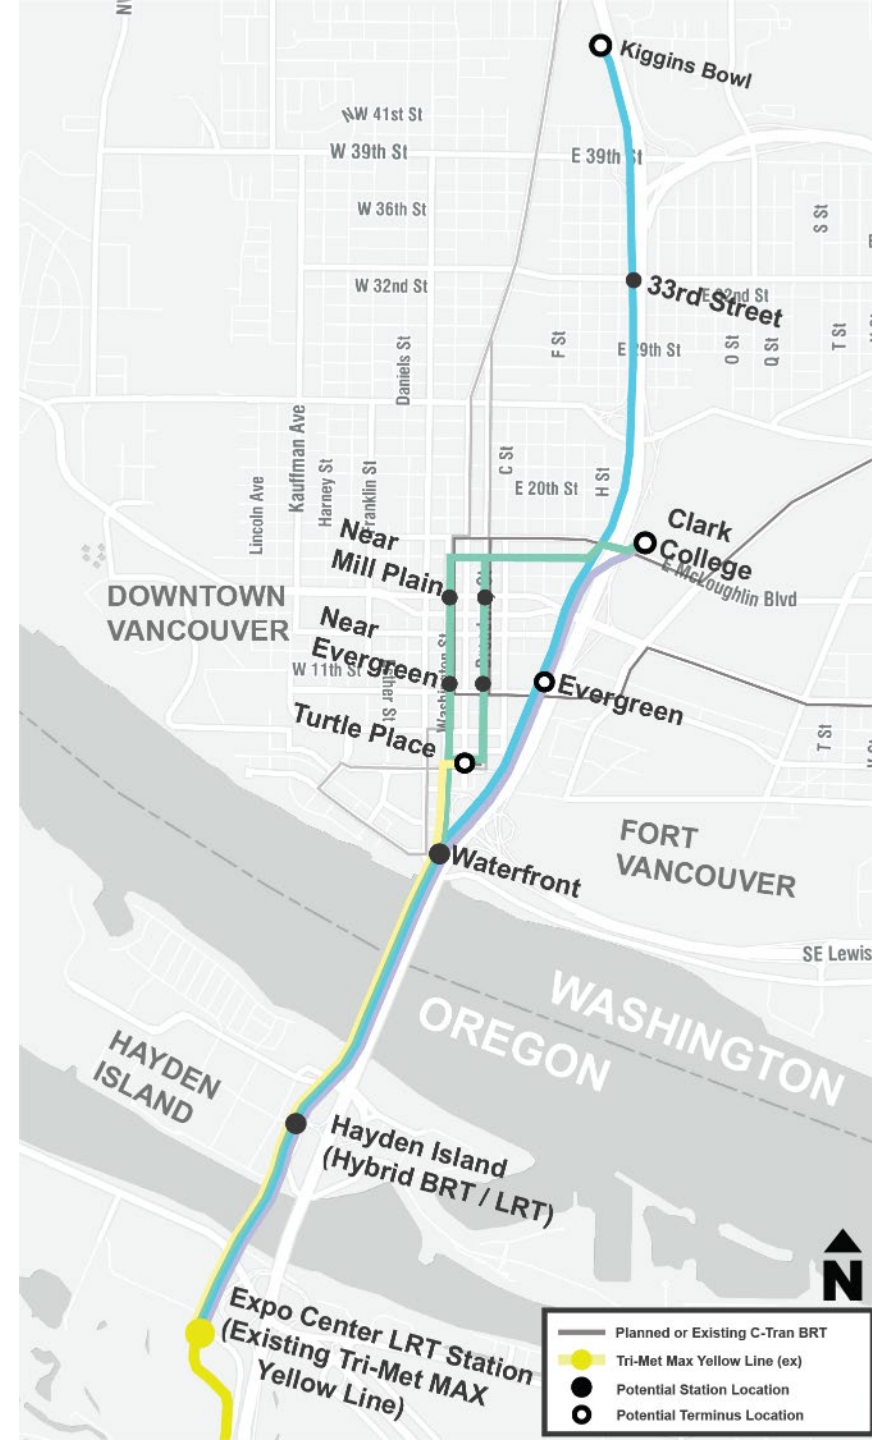 Kiggins Bowl
NW 41st St
W 39th St
E 39th St
W 36th St
S St
W 32nd St
33rd Street
F St
E 29th St
O St
Q St
T St
Daniels St
Kauffman Ave
Harney St
Franklin St
Lincoln Ave
C St
E 20th St
H St
Clark
College
E McLoughlin Blvd
Near
Mill Plain
DOWNTOWN
VANCOUVER
Near
Evergreen
W 11th St
Washington St
Evergreen
Turtle Place
T St
FORT
VANCOUVER
Waterfront
SE Lewis
WASHINGTON
OREGON
HAYDEN
ISLAND
Hayden Island
(Hybrid BRT / LRT)
N
Expo Center LRT Station
(Existing Tri-Met MAX
Yellow Line)
Planned or Existing C-Tran BRT
Tri-Met Max Yellow Line (ex)
Potential Station Location
Potential Terminus Location